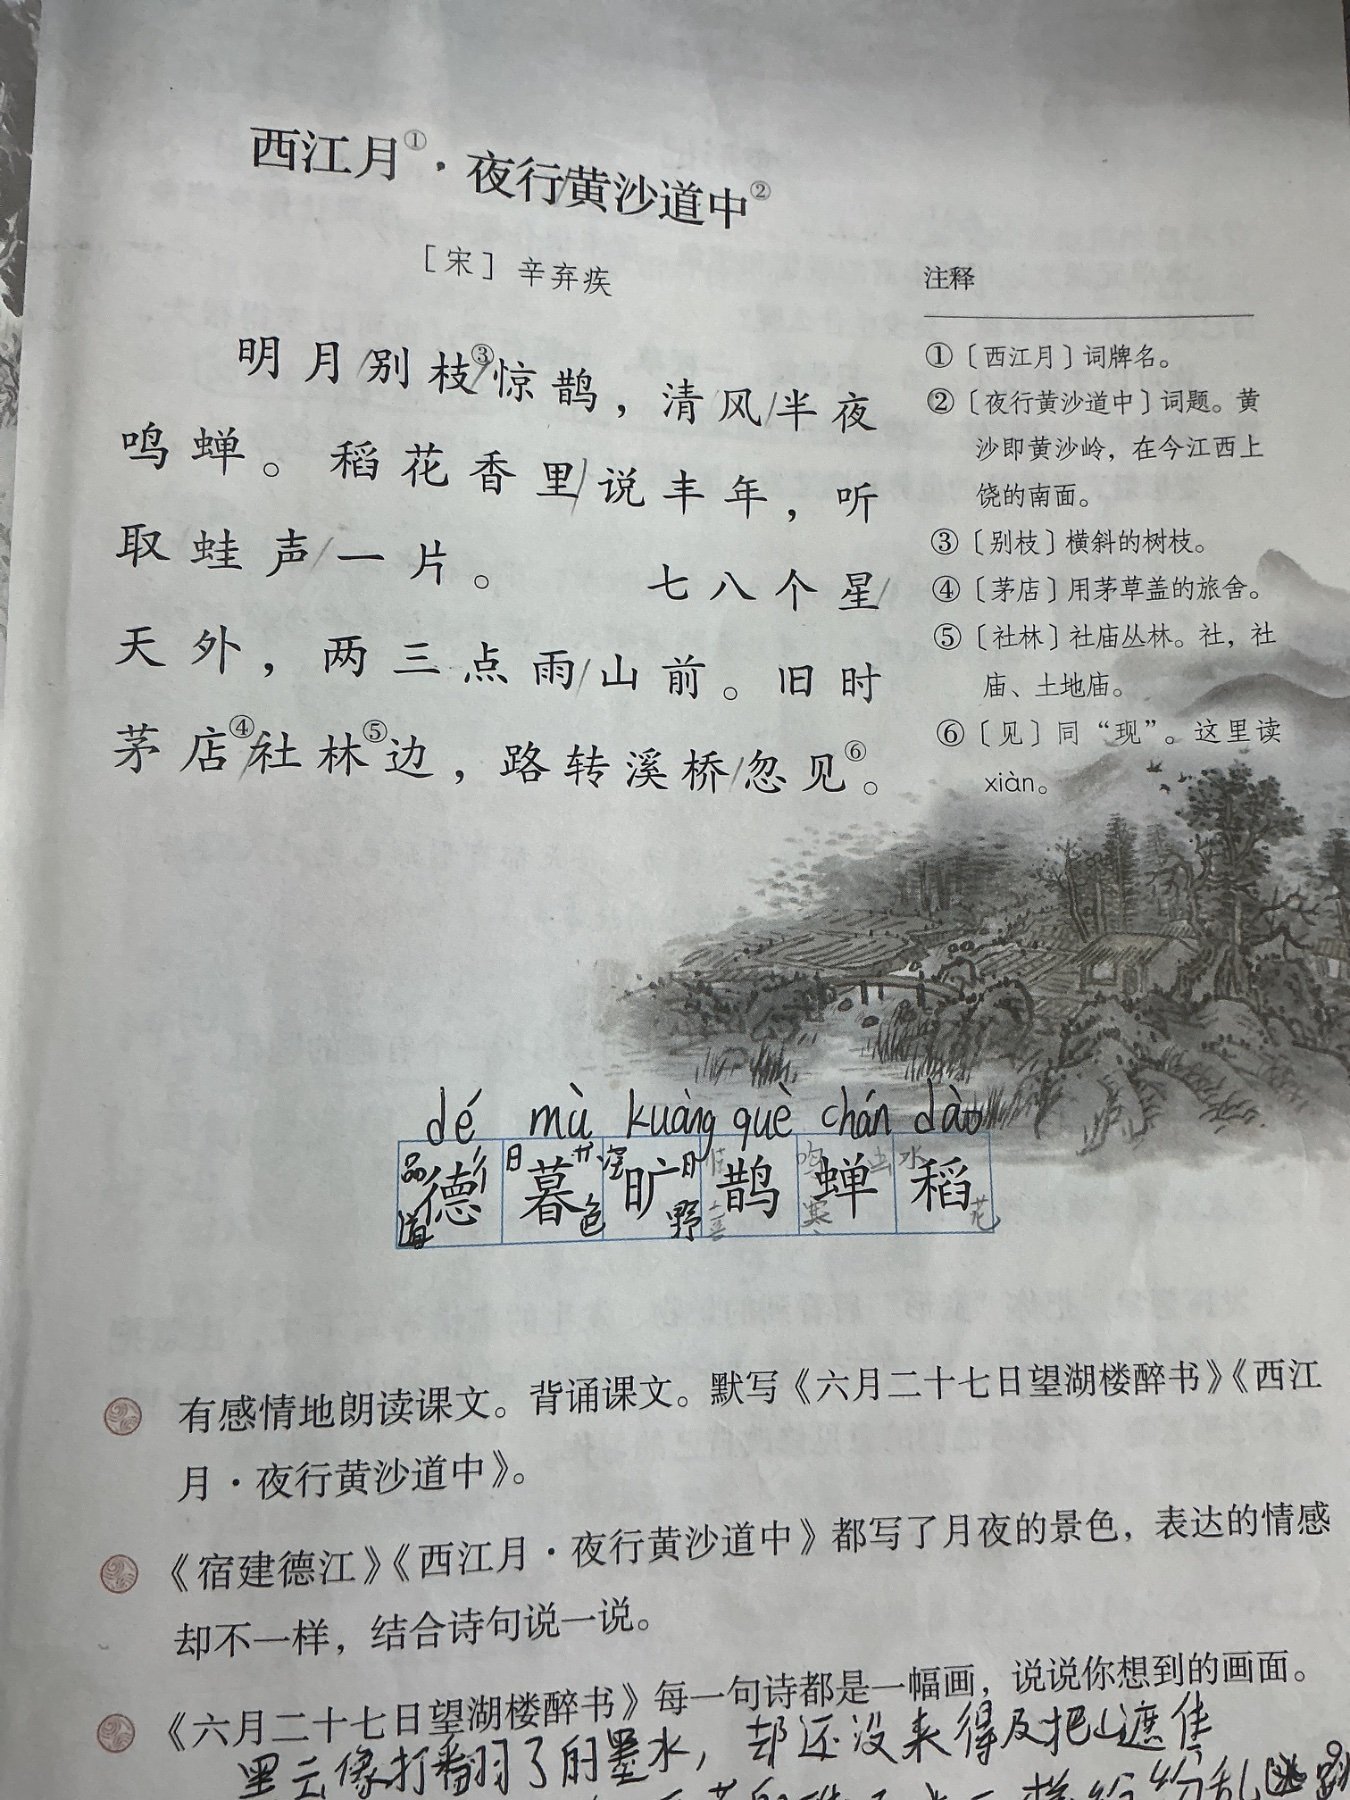 西江月①·夜行/黄沙道中②
［宋］辛弃疾
明月/别枝③/惊鹊，清风/半夜
鸣蝉。稻花香里/说丰年，听
取蛙声/一片。 七八个星/
天外，两三点雨/山前。旧时
茅店④/社林⑤边，路转溪桥/忽见⑥。
注释
①〔西江月〕词牌名。
②〔夜行黄沙道中〕词题。黄
沙即黄沙岭，在今江西上
饶的南面。
③〔别枝〕横斜的树枝。
④〔茅店〕用茅草盖的旅舍。
⑤〔社林〕社庙丛林。社，社
庙、土地庙。
⑥〔见〕同“现”。这里读
xiàn。
dé mù kuàng què chán dào
品 彳 日 艹 空 日 鸣 虫 水
德 暮 旷 鹊 蝉 稻
道 色 野 喜 寒 花
有感情地朗读课文。背诵课文。默写《六月二十七日望湖楼醉书》《西江
月·夜行黄沙道中》。
《宿建德江》《西江月·夜行黄沙道中》都写了月夜的景色，表达的情感
却不一样，结合诗句说一说。
《六月二十七日望湖楼醉书》每一句诗都是一幅画，说说你想到的画面。
黑云像打翻了的墨水，却还没来得及把山遮住